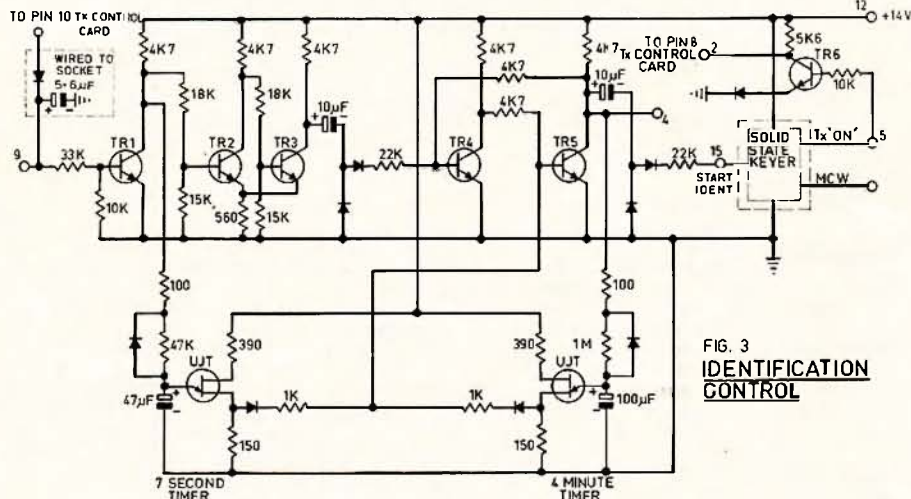 TO PIN 10 Tx CONTROL
CARD
12
+14V
WIRED TO
SOCKET
5·6µF
+ -
4K7
4K7
4K7
4K7
4K7
5K6
TO PIN 8
Tx CONTROL
CARD
2
TR6
18K
18K
10µF
+ -
4K7
4K7
10µF
+ -
10K
4
9
33K
TR1
TR2
TR3
22K
TR4
TR5
22K
15
START
IDENT
SOLID
STATE
KEYER
Tx 'ON'
5
MCW
10K
15K
560
15K
100
100
47K
390
390
1M
UJT
UJT
47µF
+
-
1K
1K
100µF
+
-
150
150
7 SECOND
TIMER
4 MINUTE
TIMER
FIG. 3
IDENTIFICATION
CONTROL